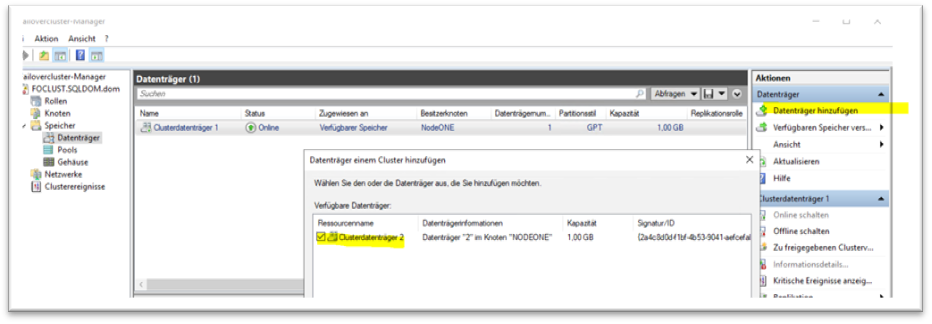 ailovercluster-Manager
Aktion Ansicht ?
ailovercluster-Manager
FOCLUST.SQLDOM.dom
Rollen
Knoten
Speicher
Datenträger
Pools
Gehäuse
Netzwerke
Clusterereignisse
Datenträger (1)
Suchen
Abfragen
Name Status Zugewiesen an Besitzerknoten Datenträgernum... Partitionsstil Kapazität Replikationsrolle
Clusterdatenträger 1 Online Verfügbarer Speicher NodeONE 1 GPT 1,00 GB
Datenträger einem Cluster hinzufügen
Wählen Sie den oder die Datenträger aus, die Sie hinzufügen möchten.
Verfügbare Datenträger:
Ressourcenname Datenträgerinformationen Kapazität Signatur/ID
Clusterdatenträger 2 Datenträger "2" im Knoten "NODEONE" 1,00 GB
Aktionen
Datenträger
Datenträger hinzufügen
Verfügbaren Speicher vers...
Ansicht
Aktualisieren
Hilfe
Clusterdatenträger 1
Online schalten
Offline schalten
Zu freigegebenen Clusterv...
Informationsdetails...
Kritische Ereignisse anzeig...
Replikation